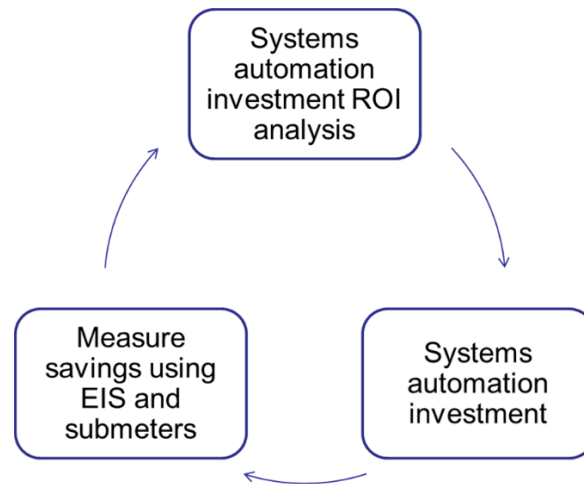 Systems
automation
investment ROI
analysis
Systems
automation
investment
Measure
savings using
EIS and
submeters